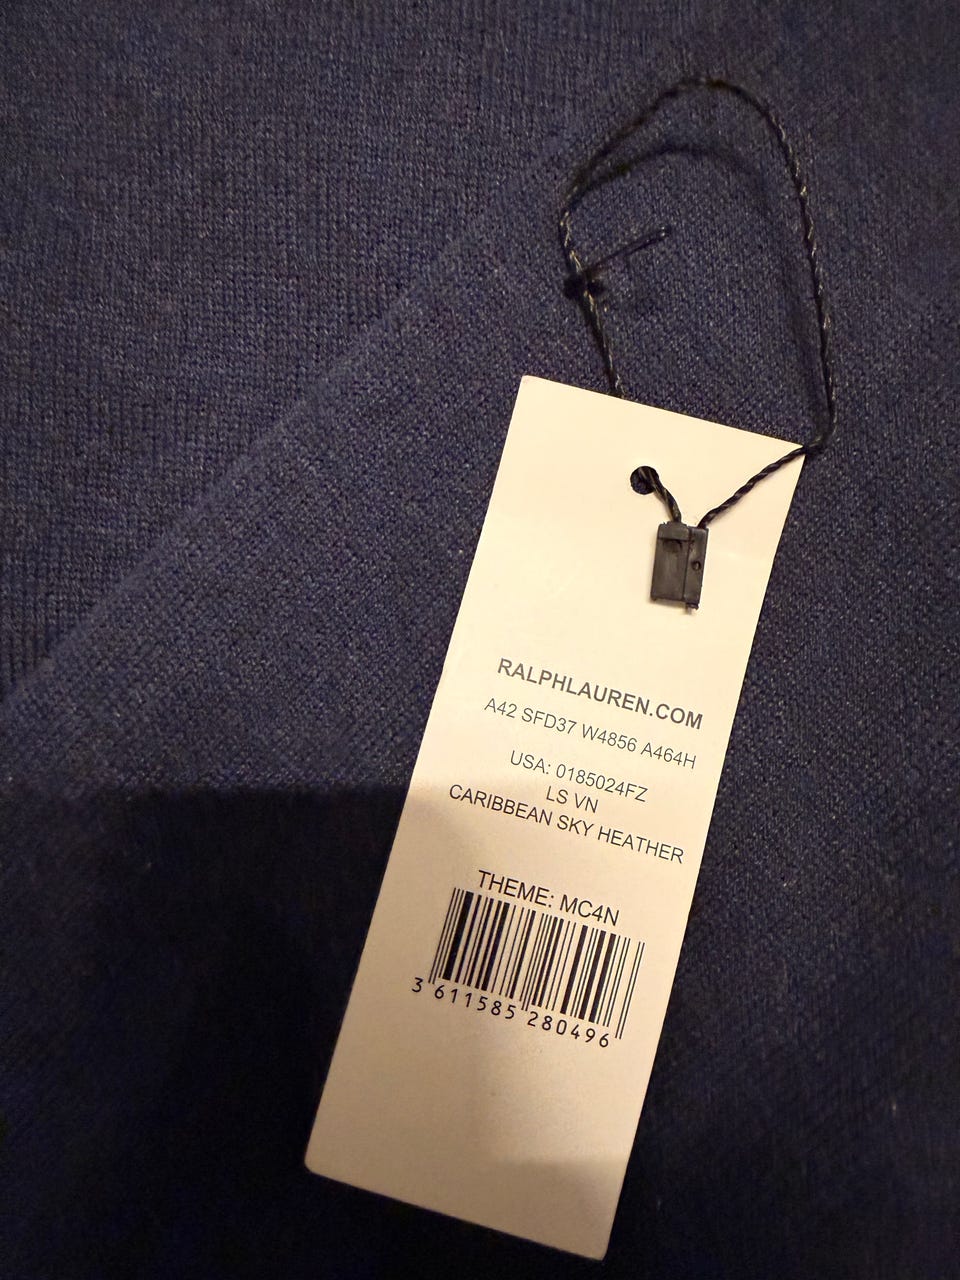 RALPHLAUREN.COM
A42 SFD37 W4856 A464H
USA: 0185024FZ
LS VN
CARIBBEAN SKY HEATHER
THEME: MC4N
3 611585 280496